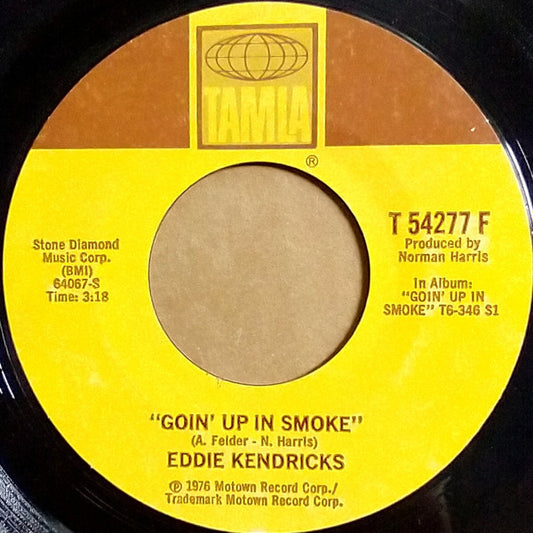 TAMLA
®
T 54277 F
Produced by
Norman Harris
In Album:
"GOIN' UP IN
SMOKE" T6-346 S1
Stone Diamond
Music Corp.
(BMI)
64067-S
Time: 3:18
"GOIN' UP IN SMOKE"
(A. Felder - N. Harris)
EDDIE KENDRICKS
℗ 1976 Motown Record Corp./
Trademark Motown Record Corp.